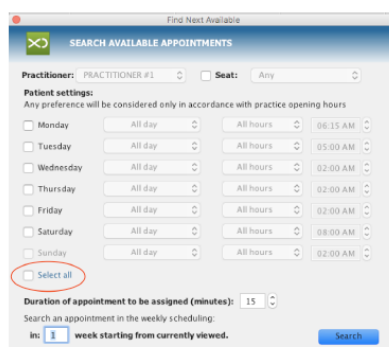 Find Next Available
SEARCH AVAILABLE APPOINTMENTS
Practitioner: PRACTITIONER #1 Seat: Any
Patient settings:
Any preference will be considered only in accordance with practice opening hours
Monday All day All hours 06:15 AM
Tuesday All day All hours 05:00 AM
Wednesday All day All hours 02:00 AM
Thursday All day All hours 02:00 AM
Friday All day All hours 02:00 AM
Saturday All day All hours 08:00 AM
Sunday All day All hours 02:00 AM
Select all
Duration of appointment to be assigned (minutes): 15
Search an appointment in the weekly scheduling:
in: 1 week starting from currently viewed. Search